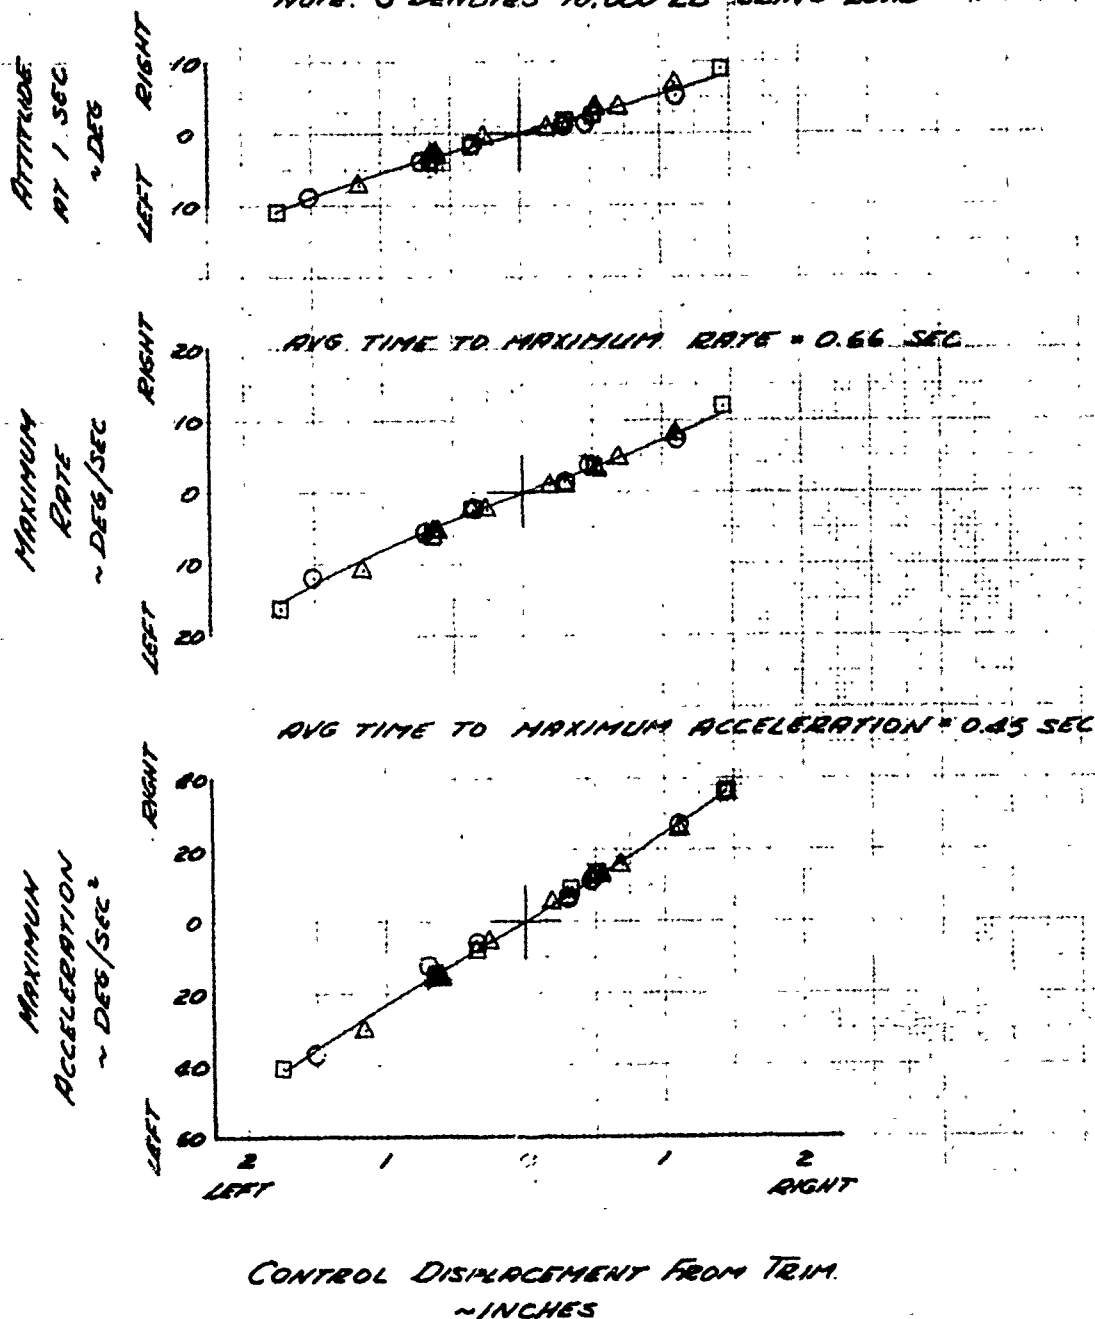 10
0
10
RIGHT
LEFT
ATTITUDE
AT 1 SEC
~DEG
AVG TIME TO MAXIMUM RATE = 0.66 SEC
20
10
0
10
20
RIGHT
LEFT
MAXIMUM
RATE
~DEG/SEC
AVG TIME TO MAXIMUM ACCELERATION = 0.45 SEC
40
20
0
20
40
60
RIGHT
LEFT
MAXIMUM
ACCELERATION
~ DEG/SEC²
2 1 0 1 2
LEFT RIGHT
CONTROL DISPLACEMENT FROM TRIM
~INCHES